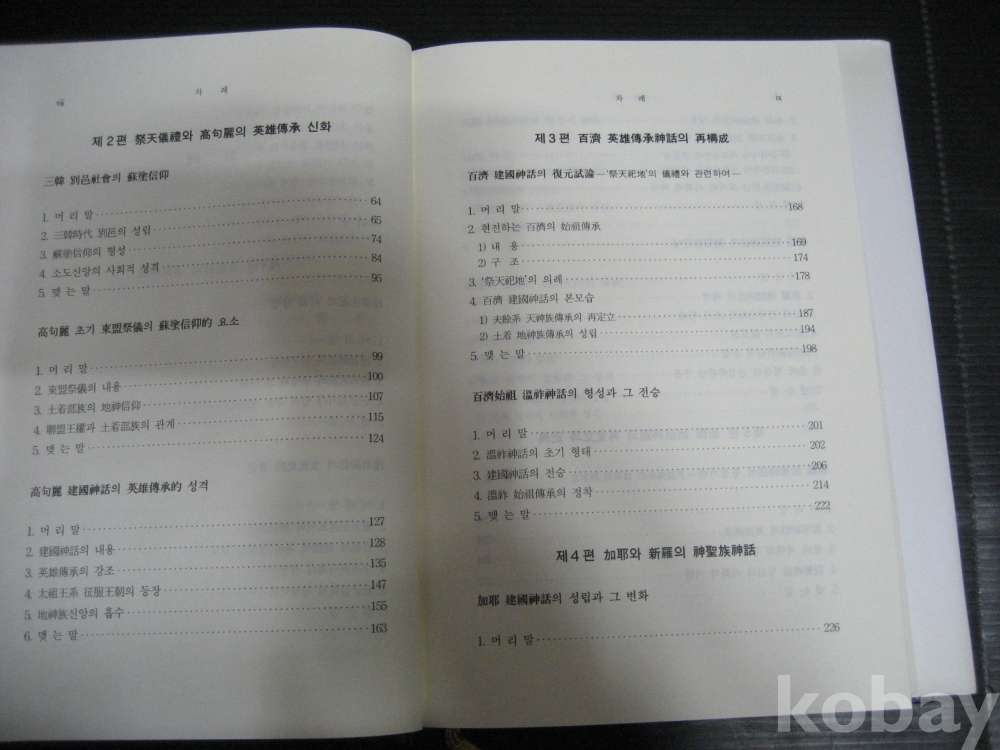 viii
차 례
제2편 祭天儀禮와 高句麗의 英雄傳承 신화
三韓 別邑社會의 蘇塗信仰
1. 머 리 말 64
2. 三韓時代 別邑의 성립 65
3. 蘇塗信仰의 형성 74
4. 소도신앙의 사회적 성격 84
5. 맺 는 말 95
高句麗 초기 東盟祭儀의 蘇塗信仰的 요소
1. 머 리 말 99
2. 東盟祭儀의 내용 100
3. 土着部族의 地神信仰 107
4. 聯盟王權과 土着部族의 관계 115
5. 맺 는 말 124
高句麗 建國神話의 英雄傳承的 성격
1. 머 리 말 127
2. 建國神話의 내용 128
3. 英雄傳承의 강조 135
4. 太祖王系 征服王朝의 등장 147
5. 地神族신앙의 흡수 155
6. 맺 는 말 163
차 례
ix
제3편 百濟 英雄傳承神話의 再構成
百濟 建國神話의 復元試論 —'祭天祀地'의 儀禮와 관련하여—
1. 머 리 말 168
2. 현전하는 百濟의 始祖傳承
1) 내 용 169
2) 구 조 174
3. '祭天祀地'의 의례 178
4. 百濟 建國神話의 본모습
1) 夫餘系 天神族傳承의 再定立 187
2) 土着 地神族傳承의 성립 194
5. 맺 는 말 198
百濟始祖 溫祚神話의 형성과 그 전승
1. 머 리 말 201
2. 溫祚神話의 초기 형태 202
3. 建國神話의 전승 206
4. 溫祚 始祖傳承의 정착 214
5. 맺 는 말 222
제4편 加耶와 新羅의 神聖族神話
加耶 建國神話의 성립과 그 변화
1. 머 리 말 226
kobay